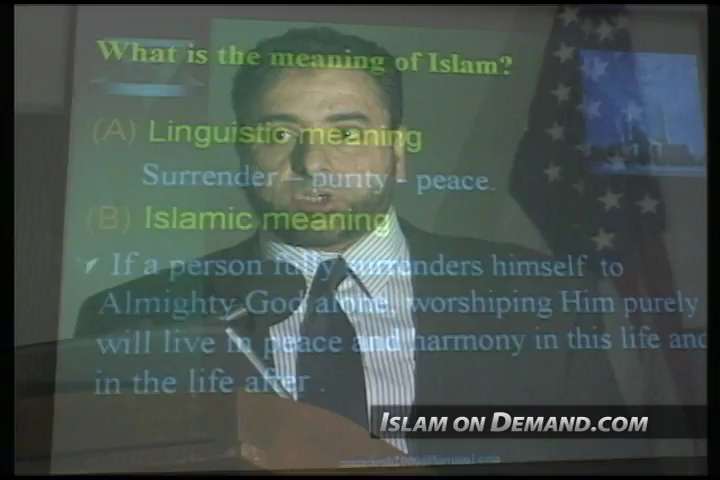 What is the meaning of Islam?
(A) Linguistic meaning
Surrender - purity - peace.
(B) Islamic meaning
If a person fully surrenders himself to
Almighty God alone, worshiping Him purely
will live in peace and harmony in this life and
in the life after .
ISLAM ON DEMAND.COM